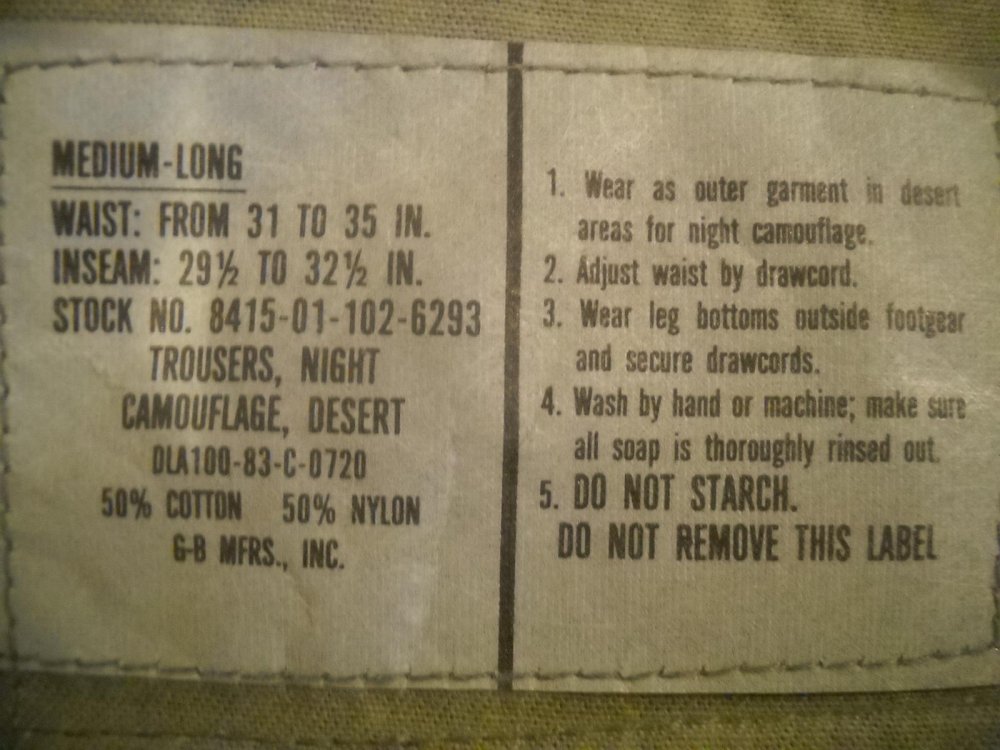 MEDIUM-LONG
WAIST: FROM 31 TO 35 IN.
INSEAM: 29½ TO 32½ IN.
STOCK NO. 8415-01-102-6293
TROUSERS, NIGHT
CAMOUFLAGE, DESERT
DLA100-83-C-0720
50% COTTON 50% NYLON
G-B MFRS., INC.
1. Wear as outer garment in desert
areas for night camouflage.
2. Adjust waist by drawcord.
3. Wear leg bottoms outside footgear
and secure drawcords.
4. Wash by hand or machine; make sure
all soap is thoroughly rinsed out.
5. DO NOT STARCH.
DO NOT REMOVE THIS LABEL